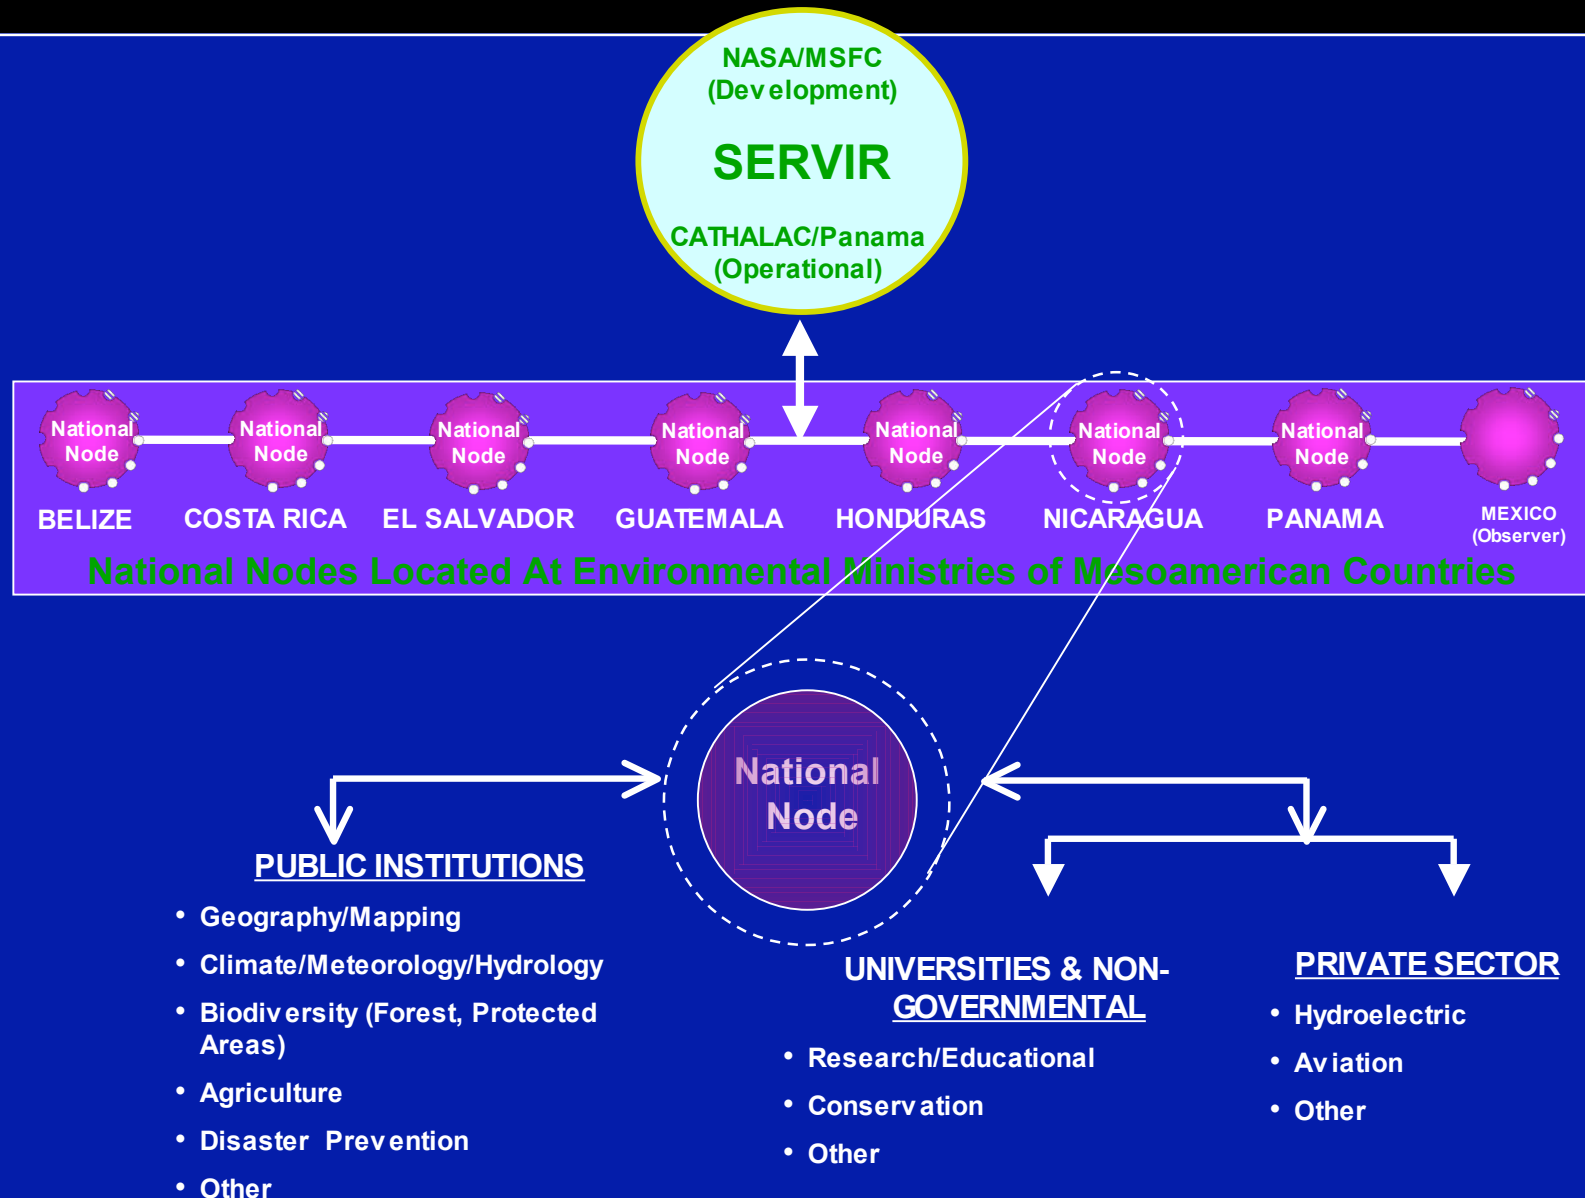 NASA/MSFC
(Development)
SERVIR
CATHALAC/Panama
(Operational)
National
Node
National
Node
National
Node
National
Node
National
Node
National
Node
National
Node
BELIZE
COSTA RICA
EL SALVADOR
GUATEMALA
HONDURAS
NICARAGUA
PANAMA
MEXICO
(Observer)
National Nodes Located At Environmental Ministries of Mesoamerican Countries
National
Node
PUBLIC INSTITUTIONS
• Geography/Mapping
• Climate/Meteorology/Hydrology
• Biodiversity (Forest, Protected
Areas)
• Agriculture
• Disaster Prevention
• Other
UNIVERSITIES & NON-
GOVERNMENTAL
• Research/Educational
• Conservation
• Other
PRIVATE SECTOR
• Hydroelectric
• Aviation
• Other